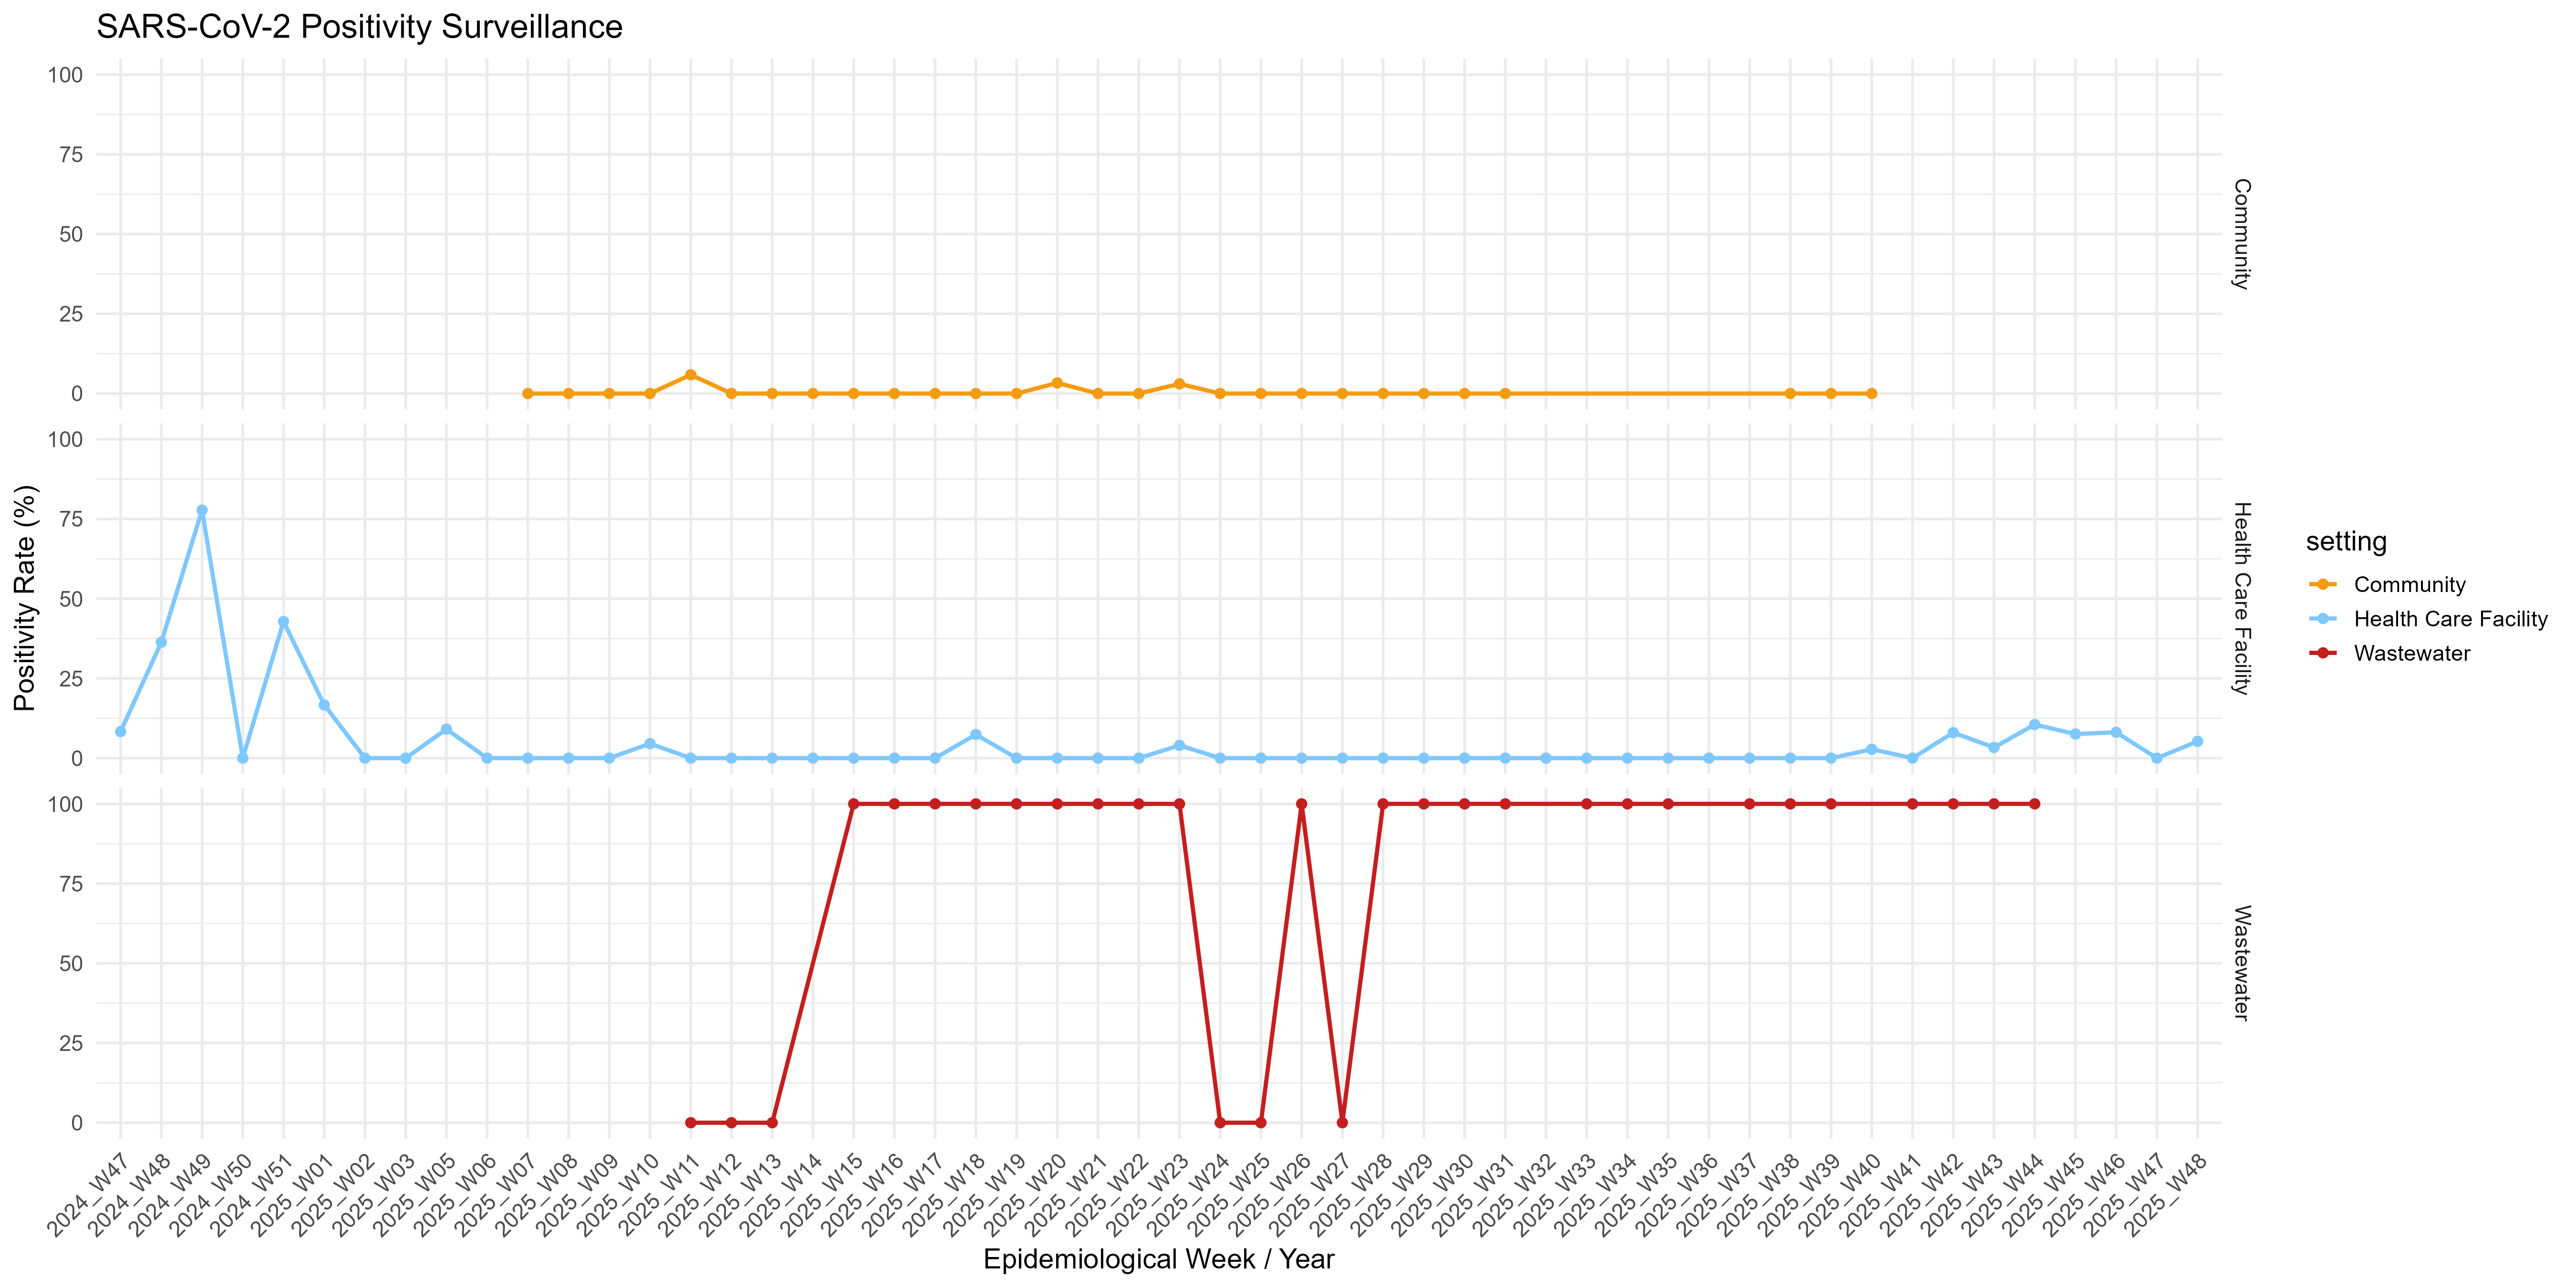 SARS-CoV-2 Positivity Surveillance
100
75
50
25
0
Community
100
75
50
25
0
Health Care Facility
100
75
50
25
0
Wastewater
Positivity Rate (%)
2024_W47
2024_W48
2024_W49
2024_W50
2024_W51
2025_W01
2025_W02
2025_W03
2025_W05
2025_W06
2025_W07
2025_W08
2025_W09
2025_W10
2025_W11
2025_W12
2025_W13
2025_W14
2025_W15
2025_W16
2025_W17
2025_W18
2025_W19
2025_W20
2025_W21
2025_W22
2025_W23
2025_W24
2025_W25
2025_W26
2025_W27
2025_W28
2025_W29
2025_W30
2025_W31
2025_W32
2025_W33
2025_W34
2025_W35
2025_W36
2025_W37
2025_W38
2025_W39
2025_W40
2025_W41
2025_W42
2025_W43
2025_W44
2025_W45
2025_W46
2025_W47
2025_W48
Epidemiological Week / Year
setting
Community
Health Care Facility
Wastewater